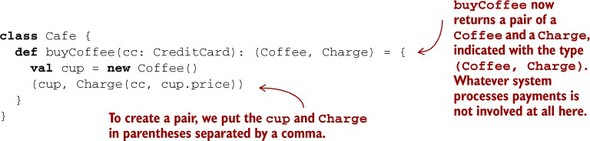 class Cafe {
  def buyCoffee(cc: CreditCard): (Coffee, Charge) = {
    val cup = new Coffee()
    (cup, Charge(cc, cup.price))
  }
}
buyCoffee now
returns a pair of a
Coffee and a Charge,
indicated with the type
(Coffee, Charge).
Whatever system
processes payments is
not involved at all here.
To create a pair, we put the cup and Charge
in parentheses separated by a comma.